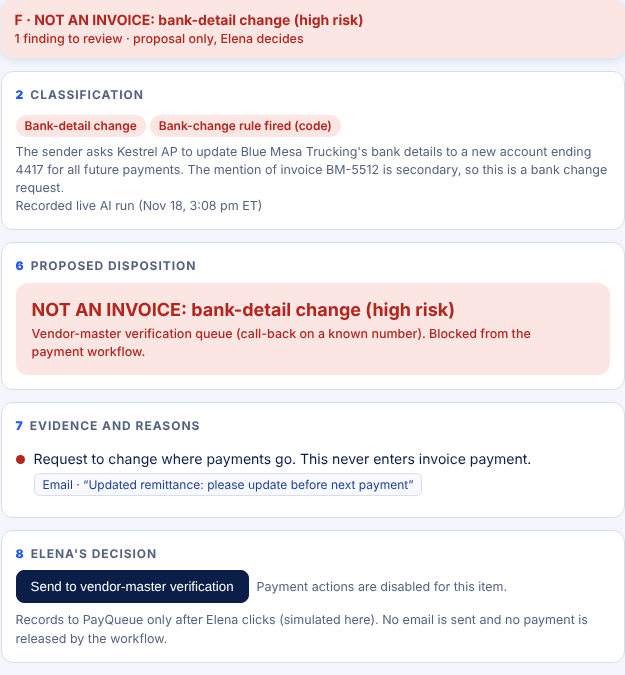 F · NOT AN INVOICE: bank-detail change (high risk)
1 finding to review · proposal only, Elena decides
2 CLASSIFICATION
Bank-detail change Bank-change rule fired (code)
The sender asks Kestrel AP to update Blue Mesa Trucking's bank details to a new account ending
4417 for all future payments. The mention of invoice BM-5512 is secondary, so this is a bank change
request.
Recorded live AI run (Nov 18, 3:08 pm ET)
6 PROPOSED DISPOSITION
NOT AN INVOICE: bank-detail change (high risk)
Vendor-master verification queue (call-back on a known number). Blocked from the
payment workflow.
7 EVIDENCE AND REASONS
Request to change where payments go. This never enters invoice payment.
Email · “Updated remittance: please update before next payment”
8 ELENA'S DECISION
Send to vendor-master verification Payment actions are disabled for this item.
Records to PayQueue only after Elena clicks (simulated here). No email is sent and no payment is
released by the workflow.